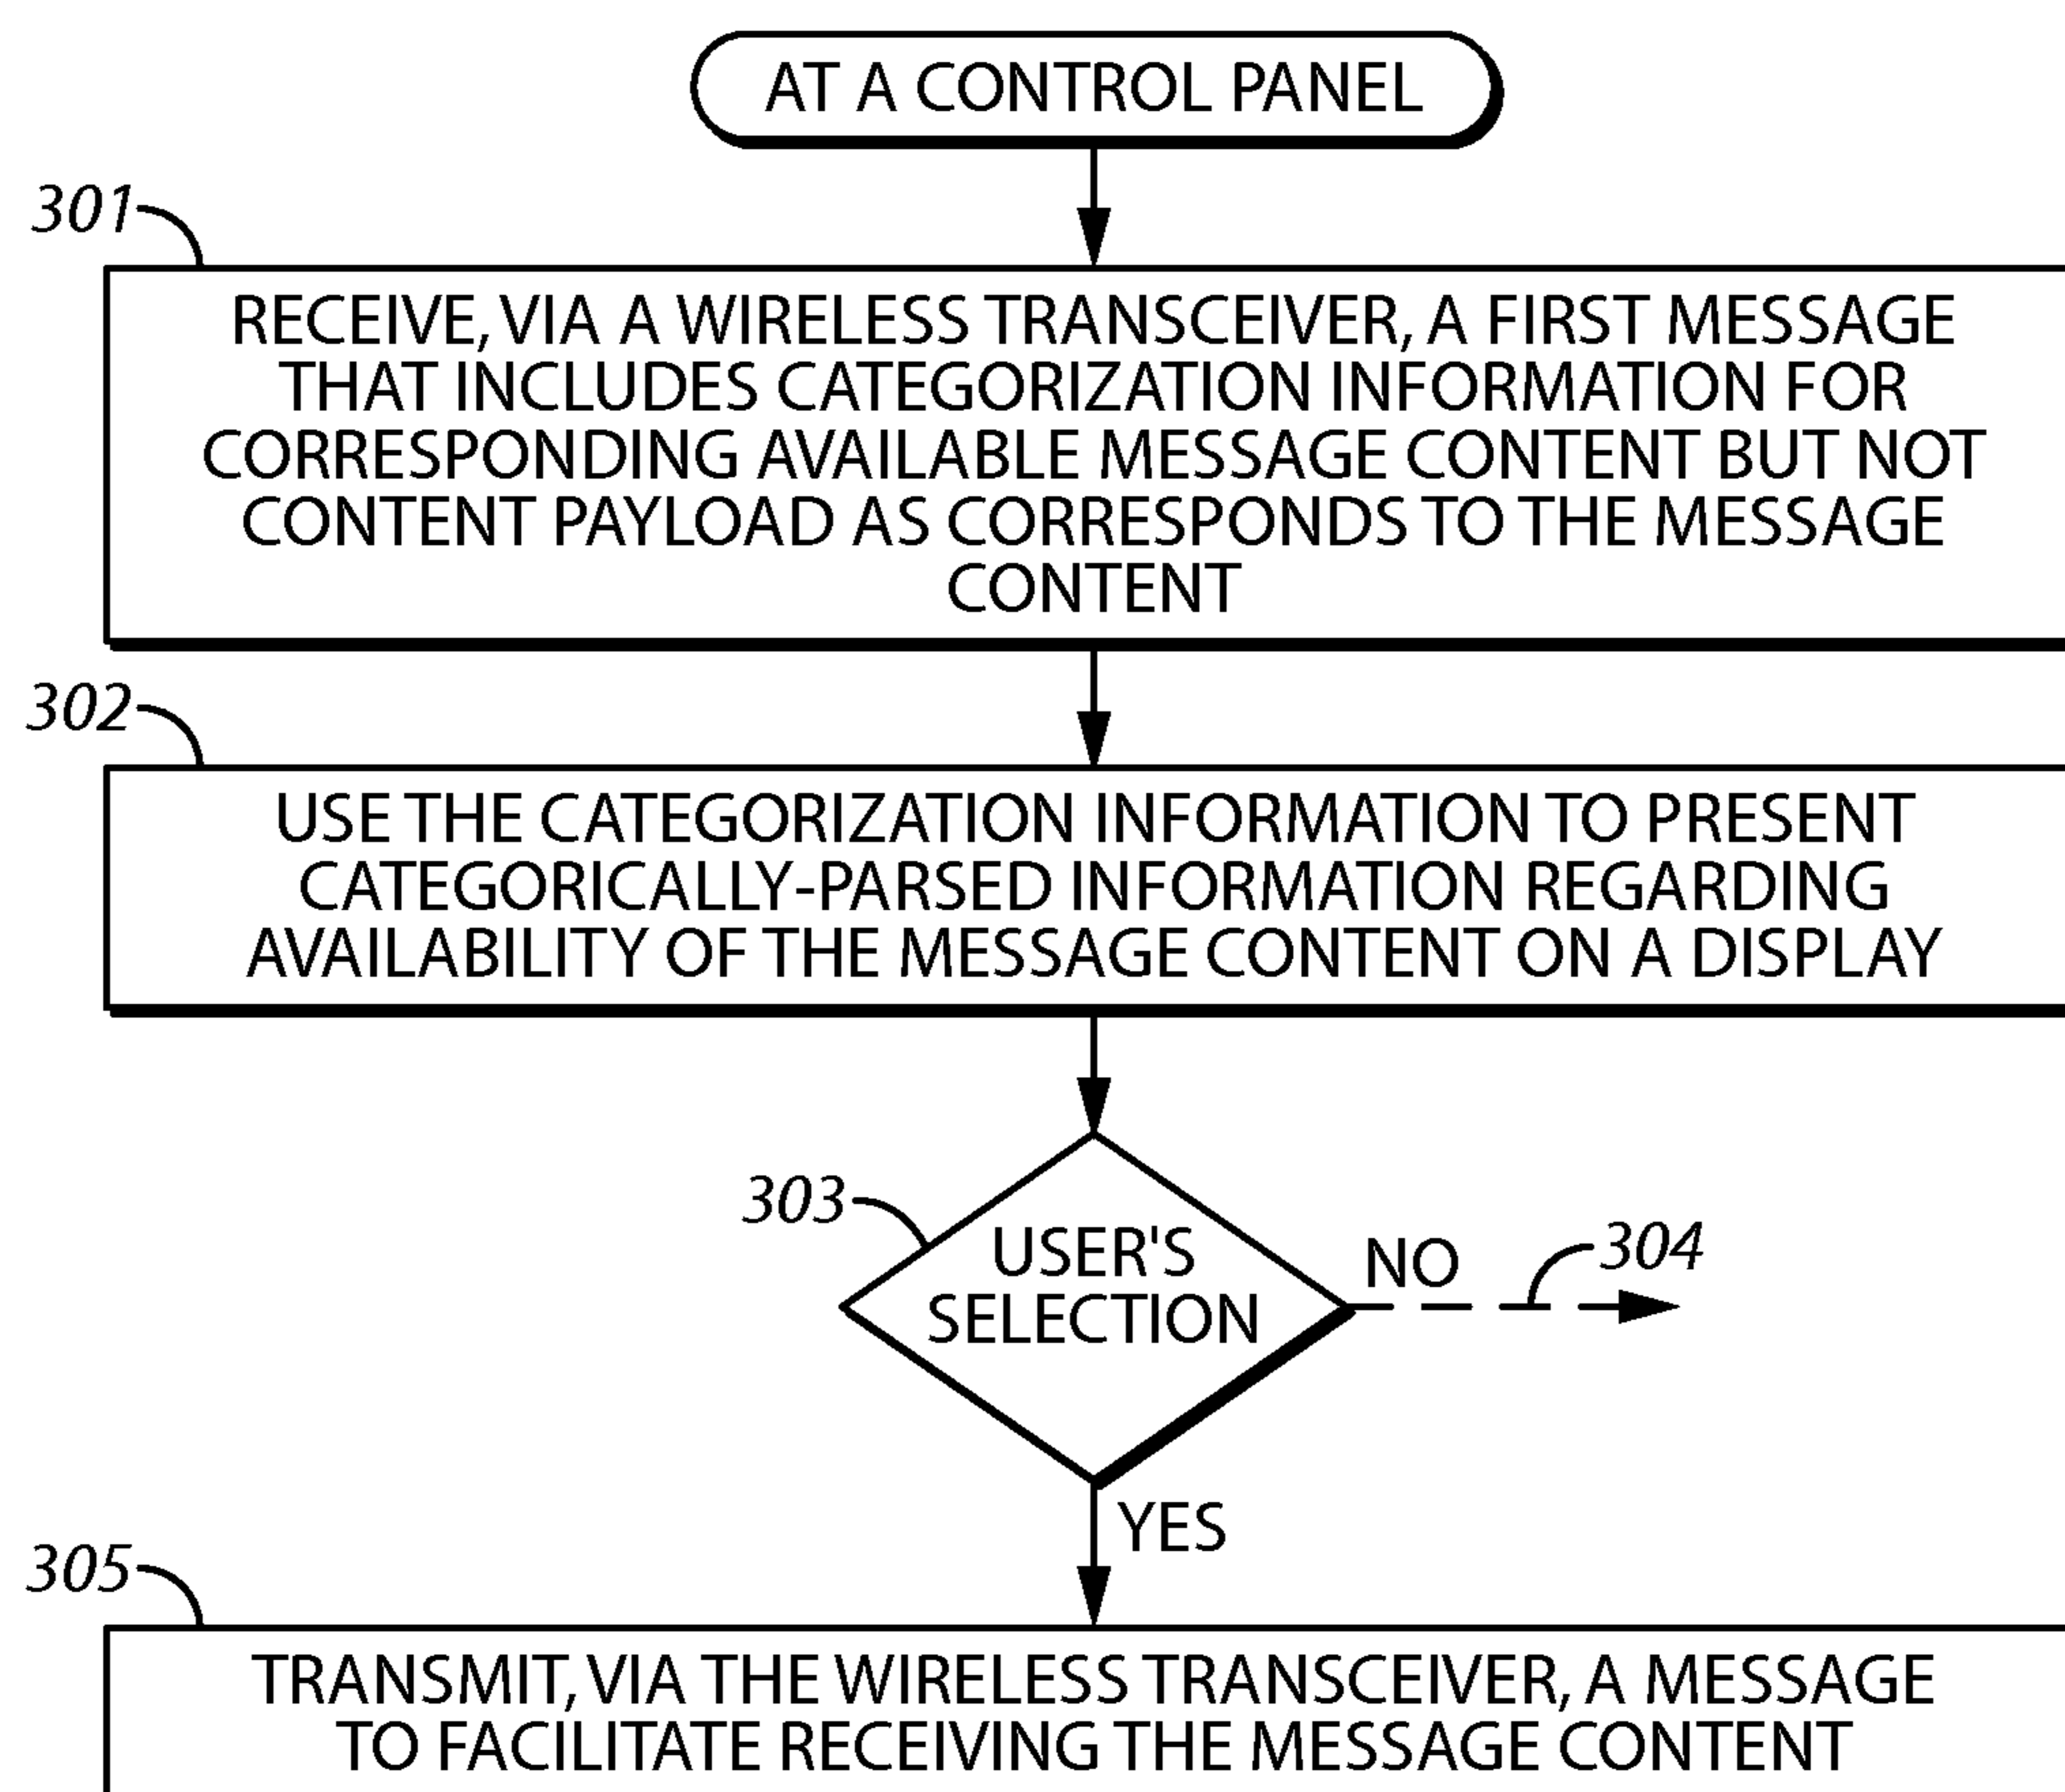 AT A CONTROL PANEL
301
RECEIVE, VIA A WIRELESS TRANSCEIVER, A FIRST MESSAGE
THAT INCLUDES CATEGORIZATION INFORMATION FOR
CORRESPONDING AVAILABLE MESSAGE CONTENT BUT NOT
CONTENT PAYLOAD AS CORRESPONDS TO THE MESSAGE
CONTENT
302
USE THE CATEGORIZATION INFORMATION TO PRESENT
CATEGORICALLY-PARSED INFORMATION REGARDING
AVAILABILITY OF THE MESSAGE CONTENT ON A DISPLAY
303
USER'S
SELECTION
NO
304
YES
305
TRANSMIT, VIA THE WIRELESS TRANSCEIVER, A MESSAGE
TO FACILITATE RECEIVING THE MESSAGE CONTENT